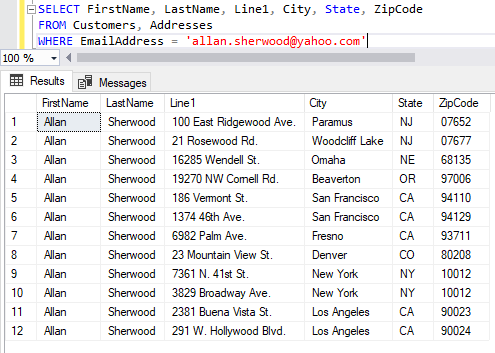 SELECT FirstName, LastName, Line1, City, State, ZipCode
FROM Customers, Addresses
WHERE EmailAddress = 'allan.sherwood@yahoo.com'
100 %
Results Messages
FirstName LastName Line1 City State ZipCode
1 Allan Sherwood 100 East Ridgewood Ave. Paramus NJ 07652
2 Allan Sherwood 21 Rosewood Rd. Woodcliff Lake NJ 07677
3 Allan Sherwood 16285 Wendell St. Omaha NE 68135
4 Allan Sherwood 19270 NW Cornell Rd. Beaverton OR 97006
5 Allan Sherwood 186 Vermont St. San Francisco CA 94110
6 Allan Sherwood 1374 46th Ave. San Francisco CA 94129
7 Allan Sherwood 6982 Palm Ave. Fresno CA 93711
8 Allan Sherwood 23 Mountain View St. Denver CO 80208
9 Allan Sherwood 7361 N. 41st St. New York NY 10012
10 Allan Sherwood 3829 Broadway Ave. New York NY 10012
11 Allan Sherwood 2381 Buena Vista St. Los Angeles CA 90023
12 Allan Sherwood 291 W. Hollywood Blvd. Los Angeles CA 90024